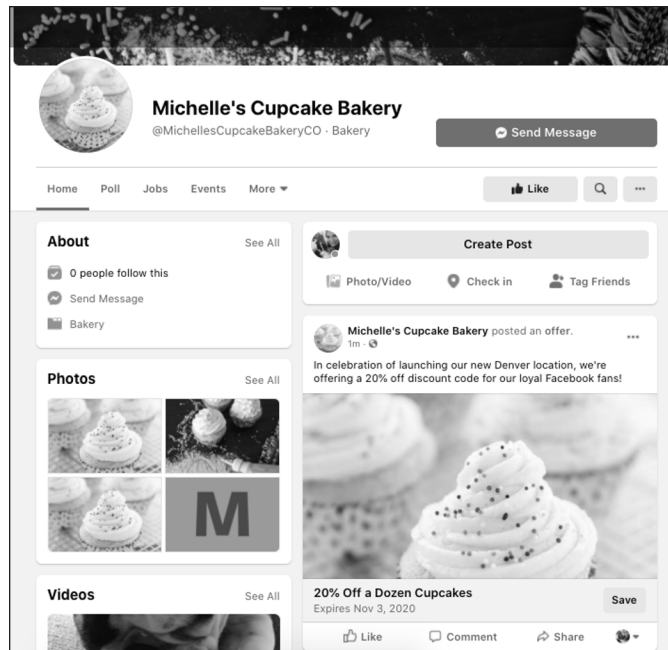 Michelle's Cupcake Bakery
@MichellesCupcakeBakeryCO · Bakery
Send Message
Home Poll Jobs Events More
Like
About See All
0 people follow this
Send Message
Bakery
Photos See All
M
Videos See All
Create Post
Photo/Video Check in Tag Friends
Michelle's Cupcake Bakery posted an offer.
1m ·
In celebration of launching our new Denver location, we're
offering a 20% off discount code for our loyal Facebook fans!
20% Off a Dozen Cupcakes
Expires Nov 3, 2020
Save
Like Comment Share